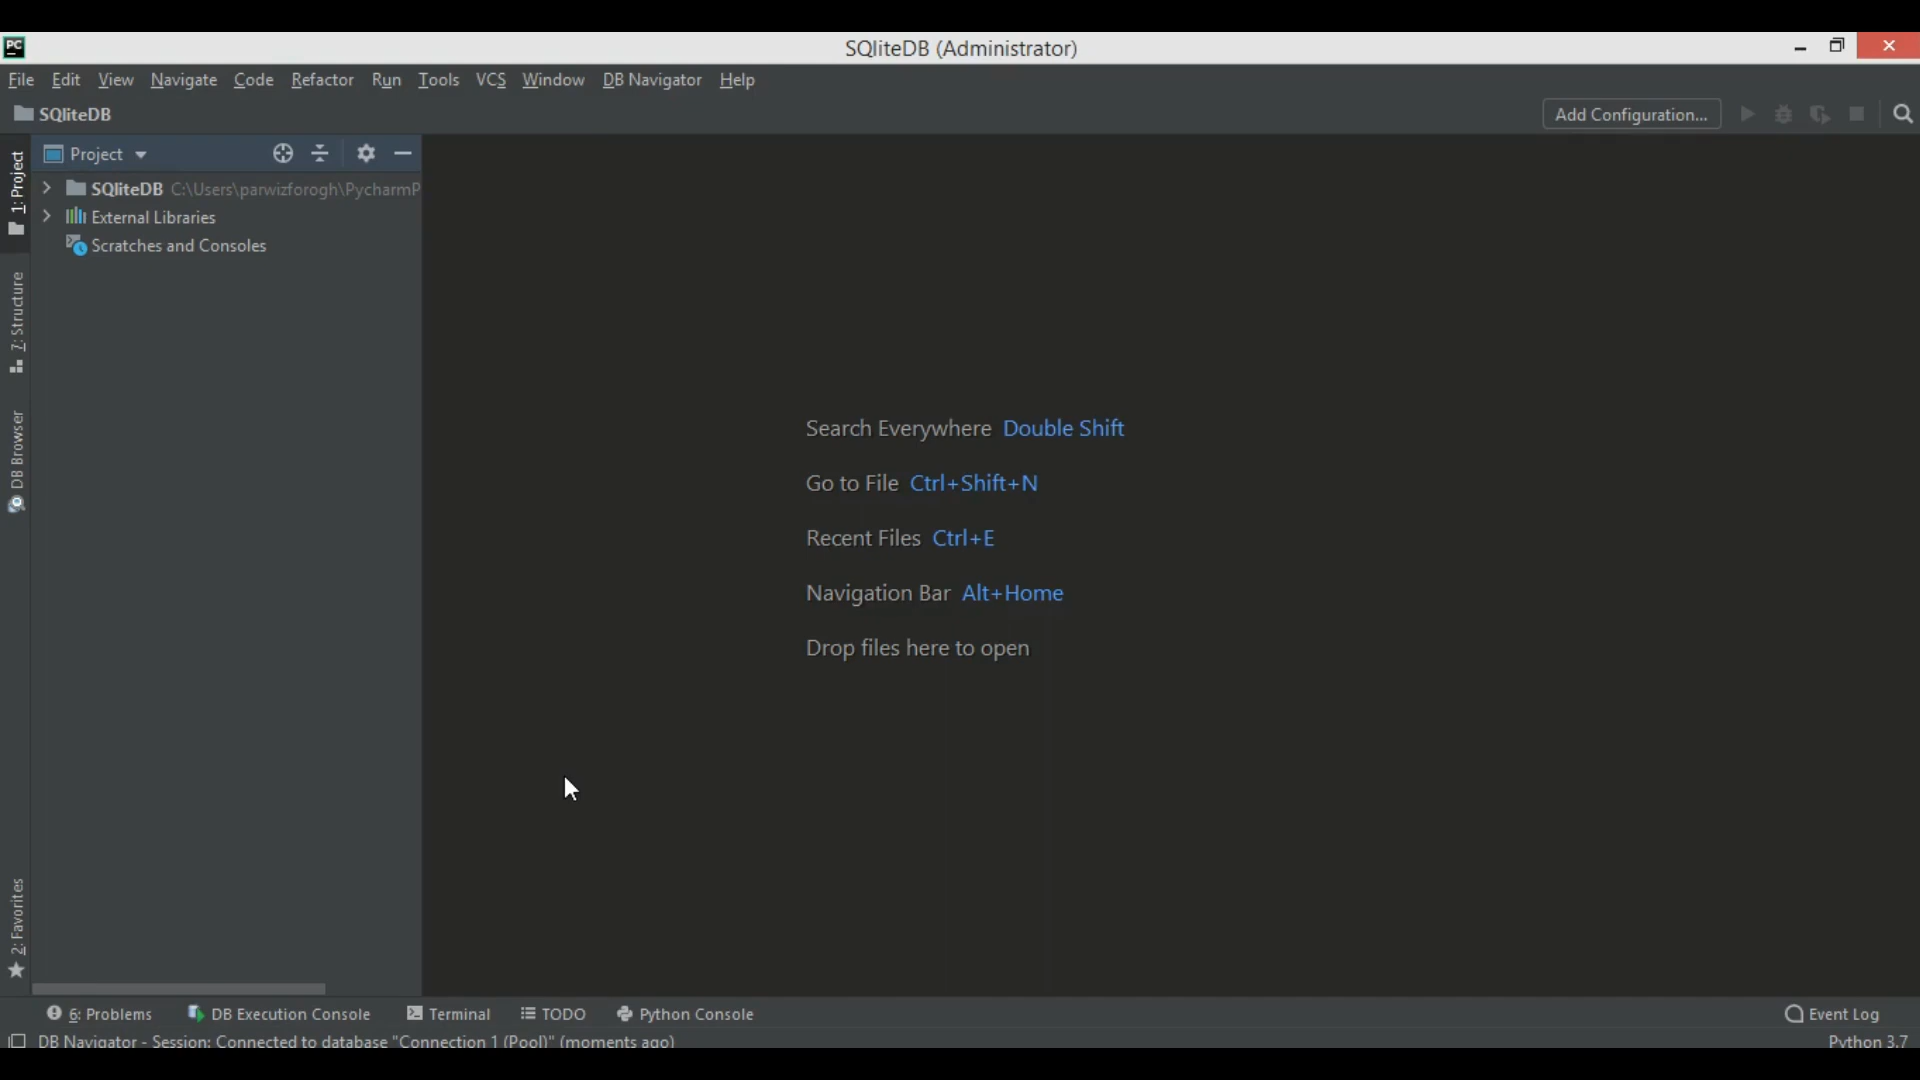 PC
SQliteDB (Administrator)
File Edit View Navigate Code Refactor Run Tools VCS Window DB Navigator Help
SQliteDB
Add Configuration...
Project
SQliteDB C:\Users\parwizforogh\PycharmP
External Libraries
Scratches and Consoles
1: Project
7: Structure
DB Browser
2: Favorites
Search Everywhere Double Shift
Go to File Ctrl+Shift+N
Recent Files Ctrl+E
Navigation Bar Alt+Home
Drop files here to open
6: Problems DB Execution Console Terminal TODO Python Console Event Log
DB Navigator - Session: Connected to database "Connection 1 (Pool)" (moments ago) Python 3.7